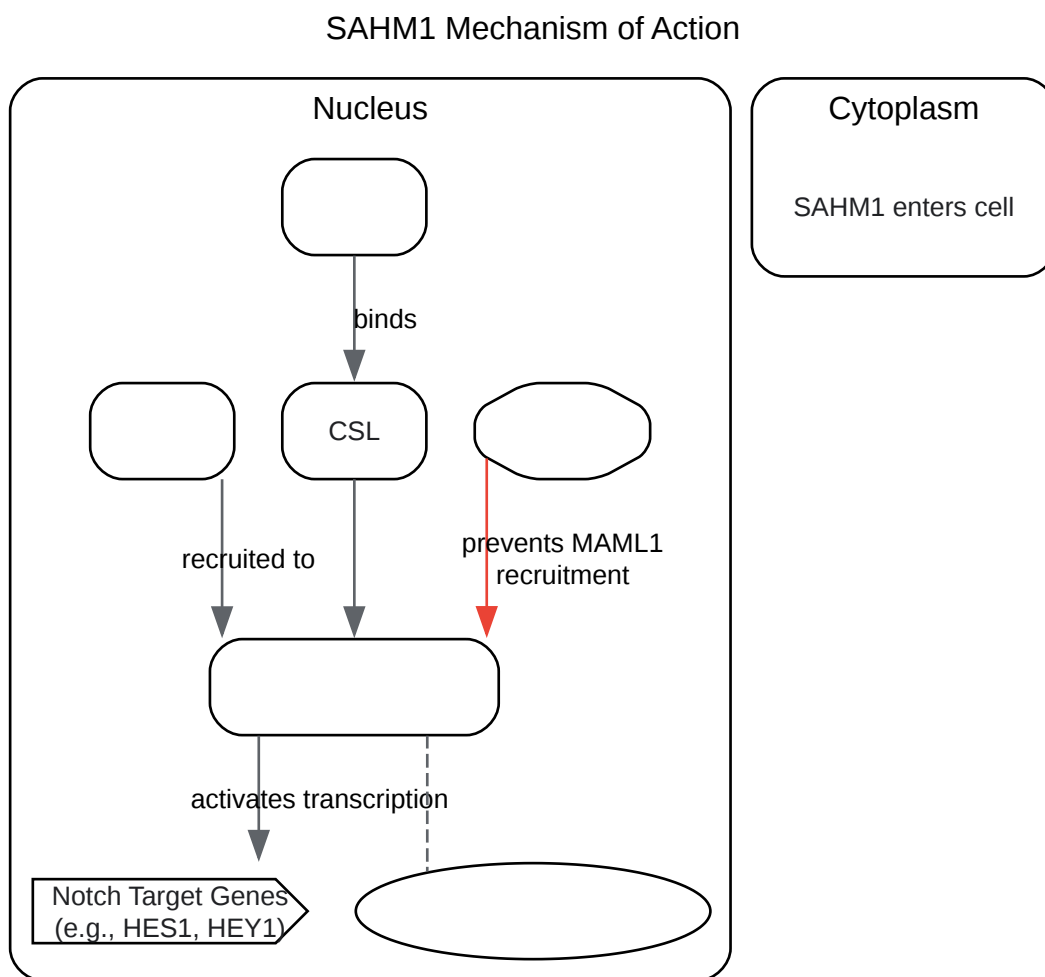 SAHM1 Mechanism of Action
Nucleus
Cytoplasm
SAHM1 enters cell
binds
CSL
recruited to
prevents MAML1
recruitment
activates transcription
Notch Target Genes
(e.g., HES1, HEY1)